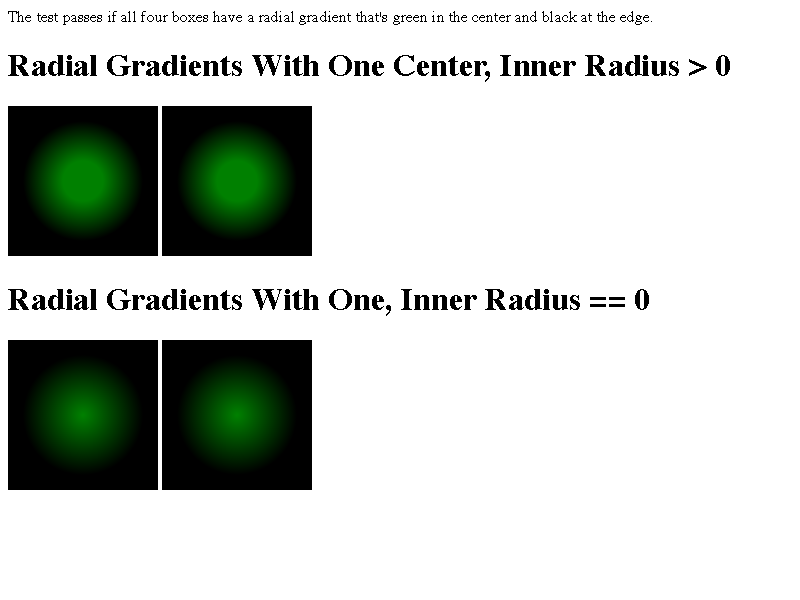 The test passes if all four boxes have a radial gradient that's green in the center and black at the edge.
Radial Gradients With One Center, Inner Radius > 0
Radial Gradients With One, Inner Radius == 0